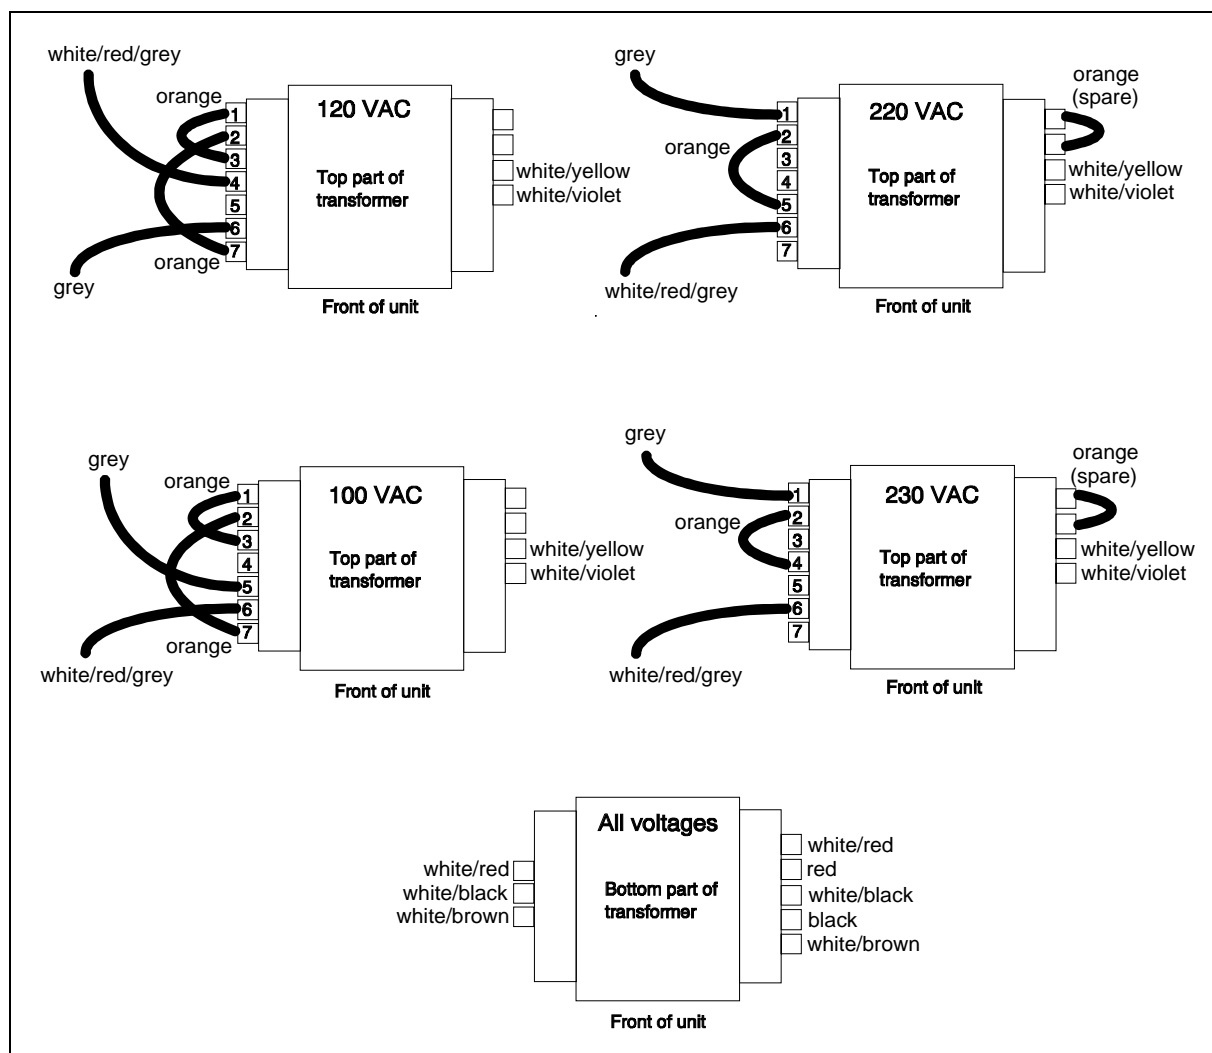 white/red/grey
orange
1
2
3
4
5
6
7
orange
grey
120 VAC
Top part of
transformer
white/yellow
white/violet
Front of unit
grey
orange
1
2
3
4
5
6
7
white/red/grey
220 VAC
Top part of
transformer
orange
(spare)
white/yellow
white/violet
Front of unit
grey
orange
1
2
3
4
5
6
7
orange
white/red/grey
100 VAC
Top part of
transformer
white/yellow
white/violet
Front of unit
grey
orange
1
2
3
4
5
6
7
white/red/grey
230 VAC
Top part of
transformer
orange
(spare)
white/yellow
white/violet
Front of unit
white/red
white/black
white/brown
All voltages
Bottom part of
transformer
white/red
red
white/black
black
white/brown
Front of unit